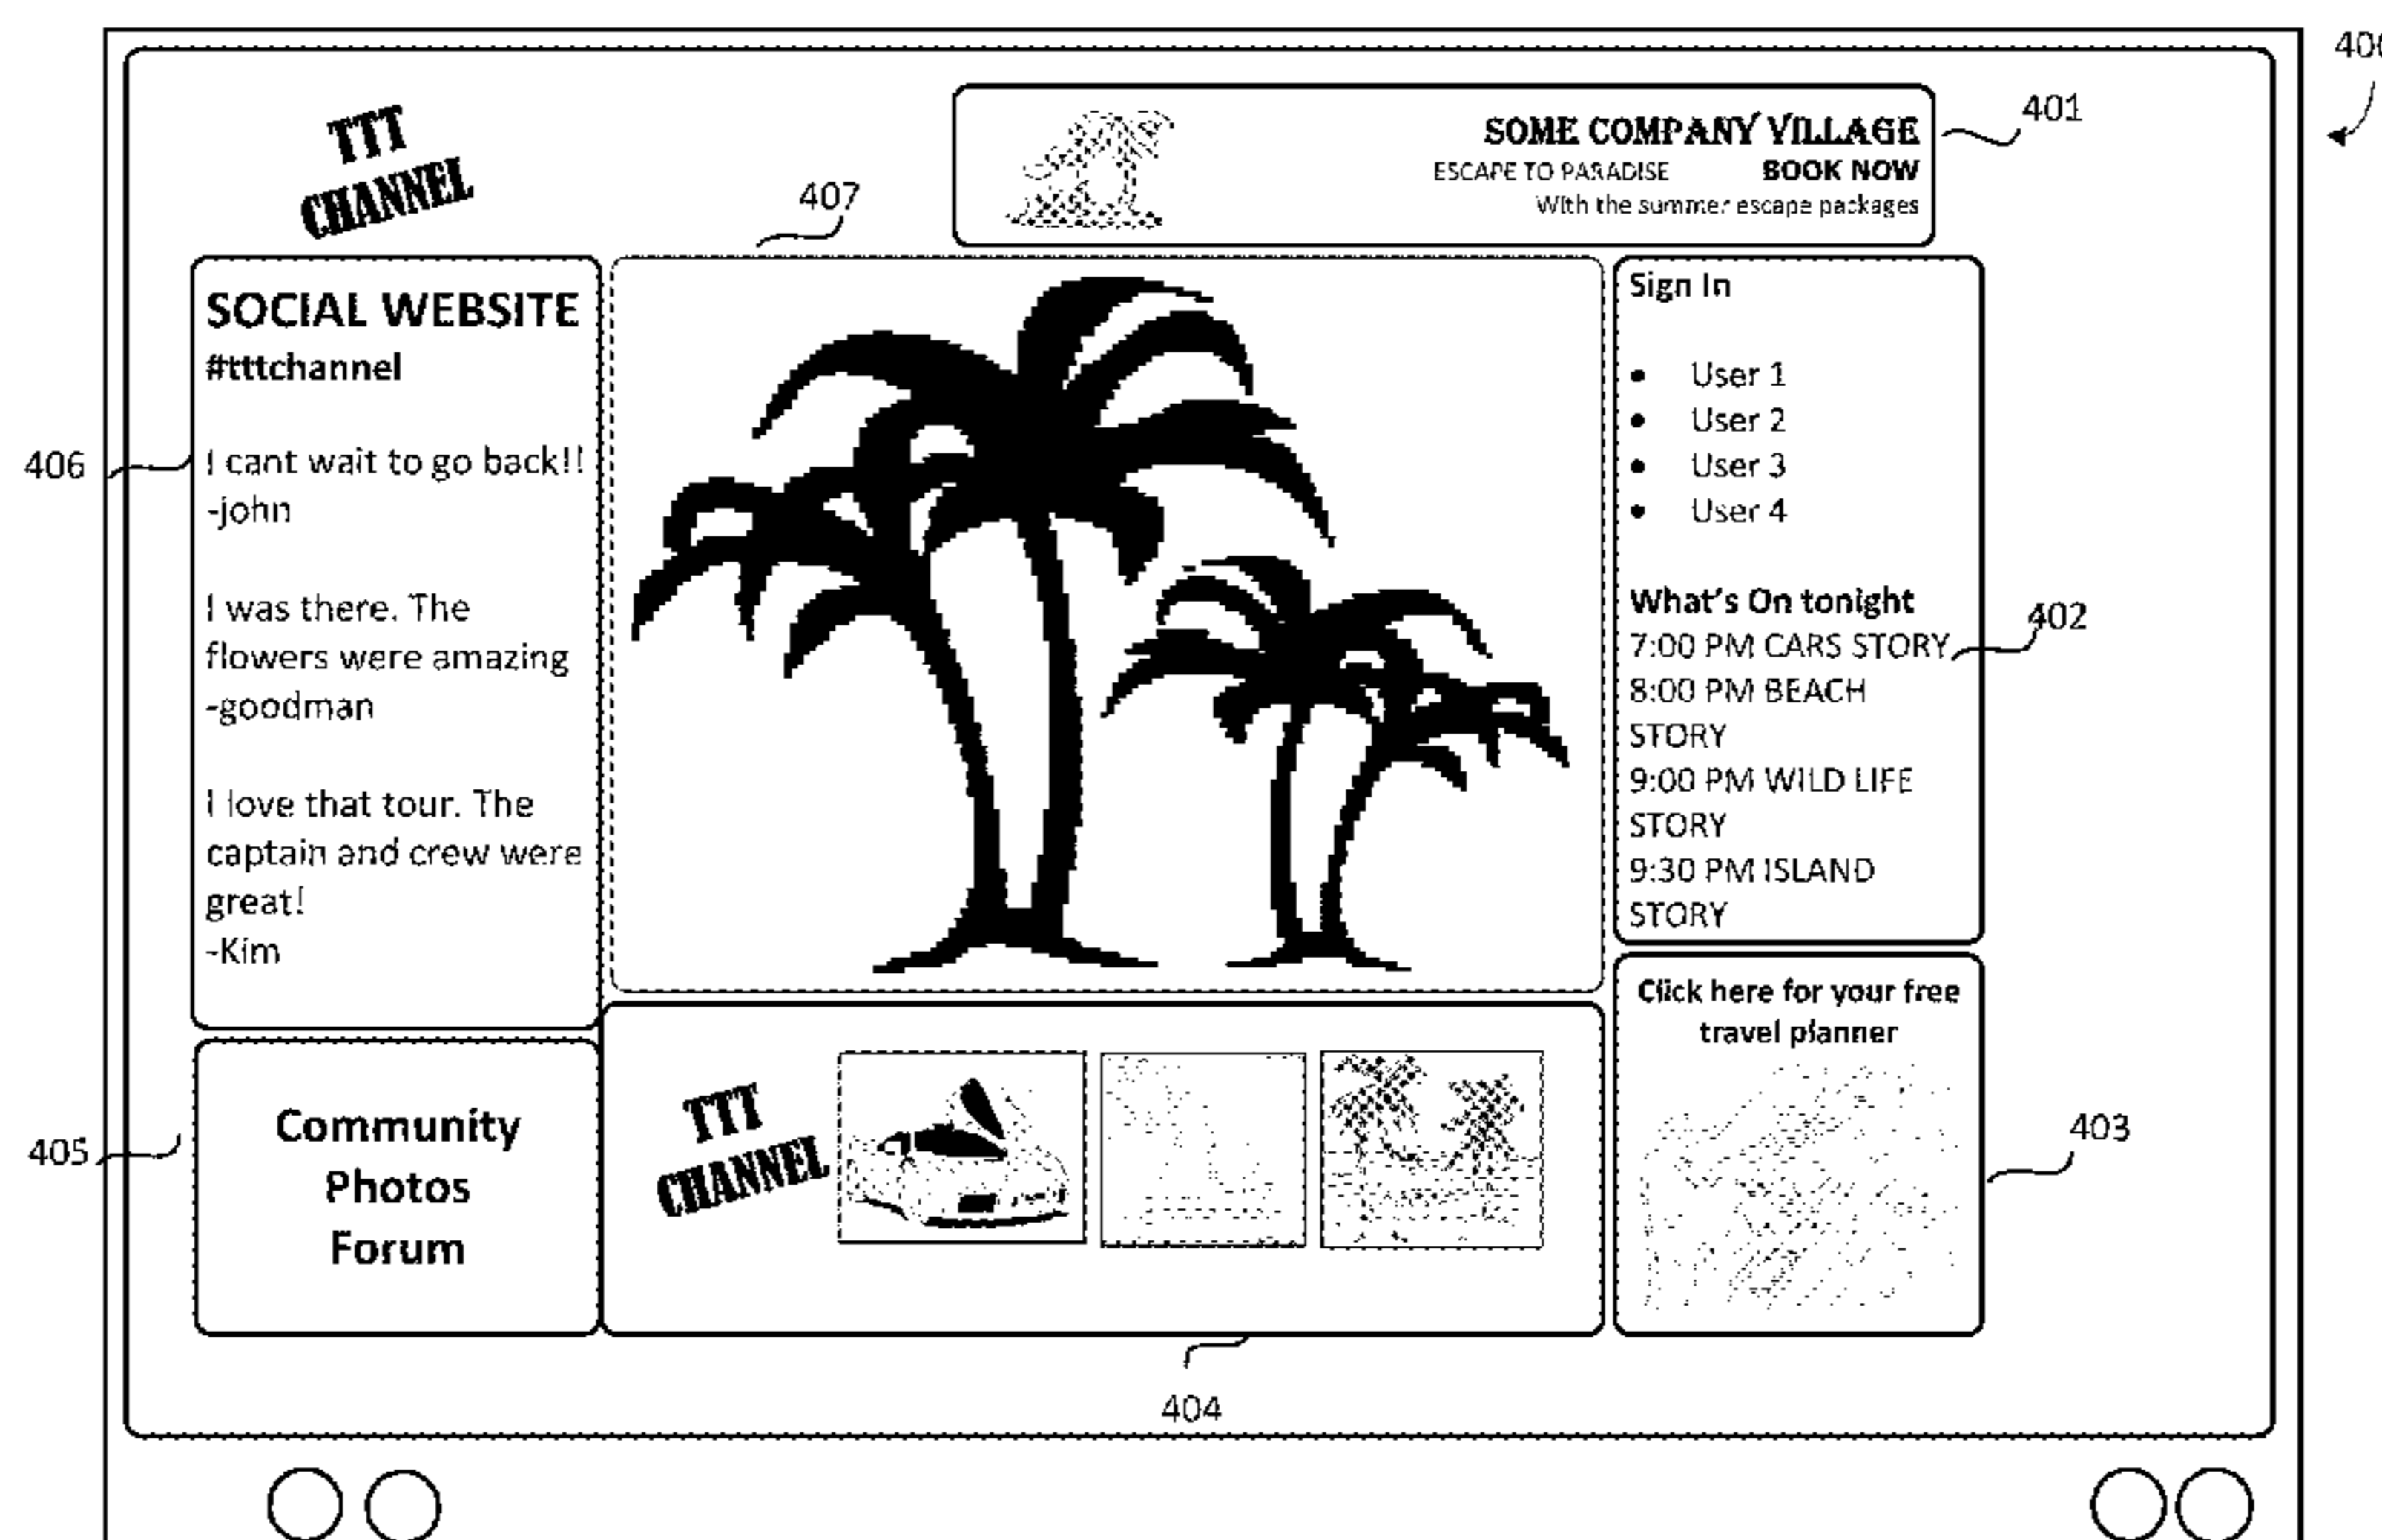 400
TTT
CHANNEL
SOME COMPANY VILLAGE
ESCAPE TO PARADISE BOOK NOW
With the summer escape packages
401
407
SOCIAL WEBSITE
#tttchannel
I cant wait to go back!!
-john
I was there. The
flowers were amazing
-goodman
I love that tour. The
captain and crew were
great!
-Kim
406
Sign In
• User 1
• User 2
• User 3
• User 4
What's On tonight
7:00 PM CARS STORY
8:00 PM BEACH
STORY
9:00 PM WILD LIFE
STORY
9:30 PM ISLAND
STORY
402
Community
Photos
Forum
405
TTT
CHANNEL
404
Click here for your free
travel planner
403